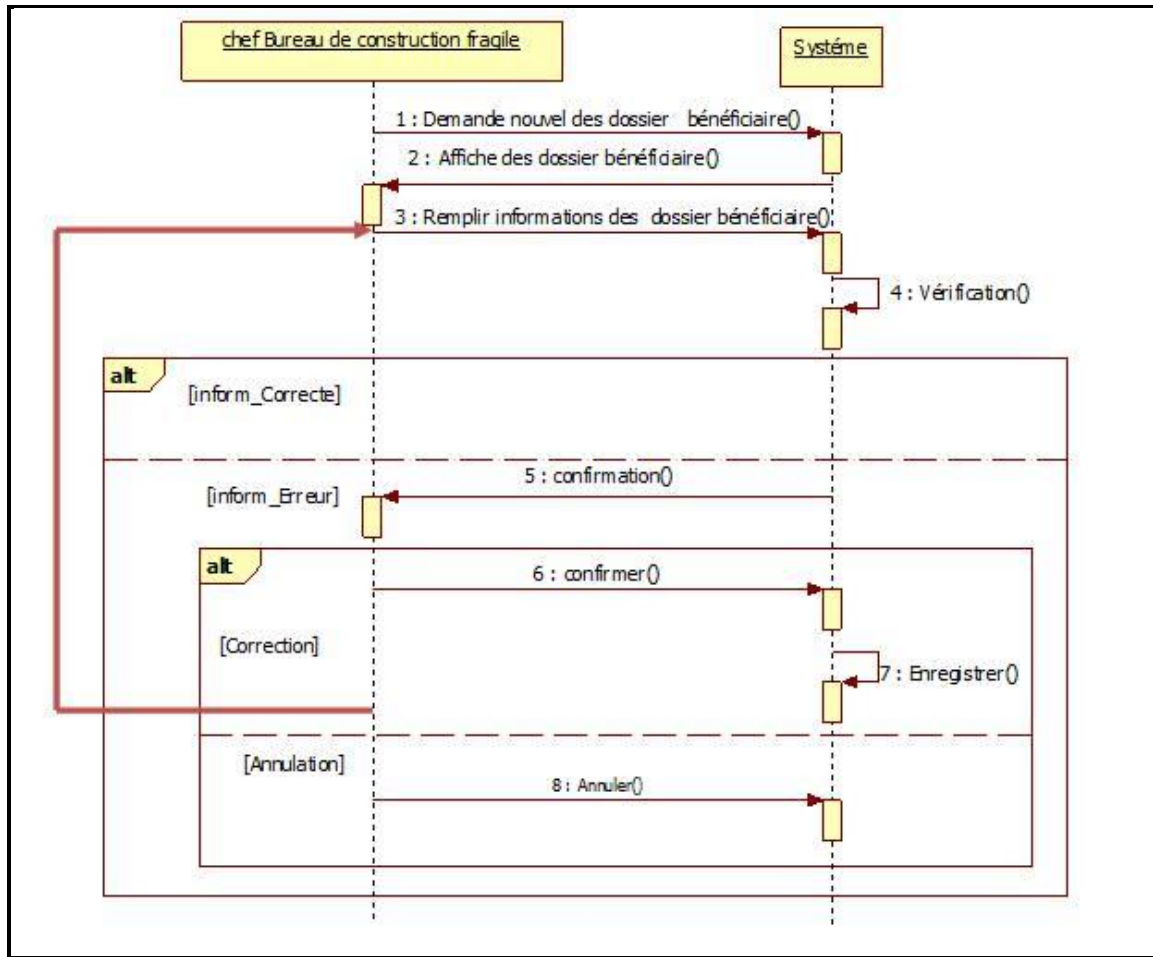 chef Bureau de construction fragile
Systéme
1 : Demande nouvel des dossier bénéficiaire()
2 : Affiche des dossier bénéficiaire()
3 : Remplir informations des dossier bénéficiaire()
4 : Vérification()
alt
[inform_Correcte]
5 : confirmation()
[inform_Erreur]
alt
6 : confirmer()
[Correction]
7 : Enregistrer()
[Annulation]
8 : Annuler()